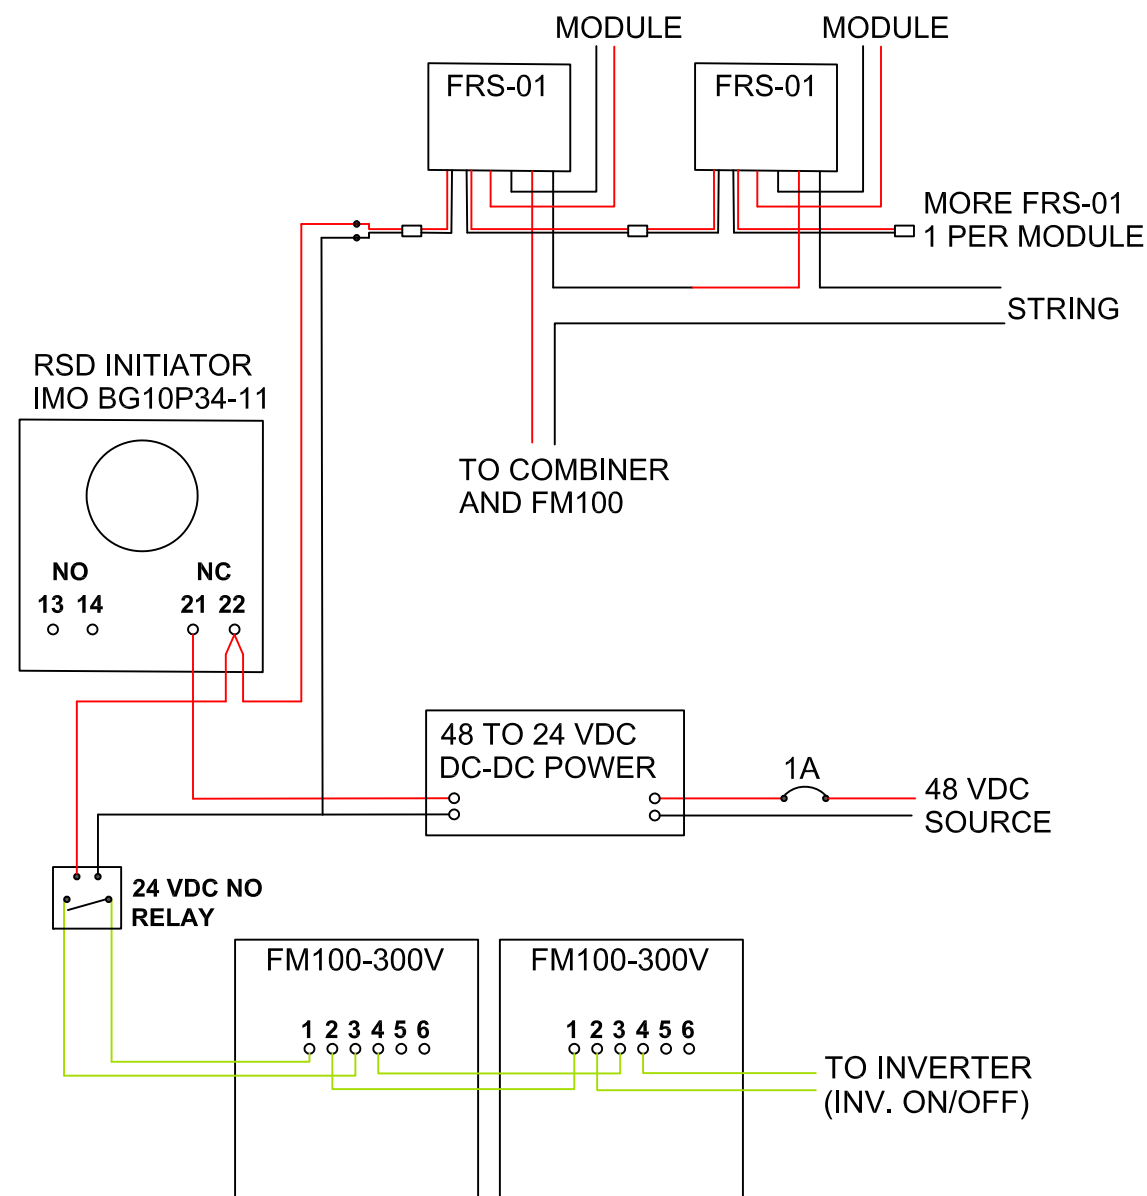 MODULE
MODULE
FRS-01
FRS-01
MORE FRS-01
1 PER MODULE
STRING
RSD INITIATOR
IMO BG10P34-11
TO COMBINER
AND FM100
NO
NC
13 14
21 22
48 TO 24 VDC
DC-DC POWER
1A
48 VDC
SOURCE
24 VDC NO
RELAY
FM100-300V
FM100-300V
1 2 3 4 5 6
1 2 3 4 5 6
TO INVERTER
(INV. ON/OFF)